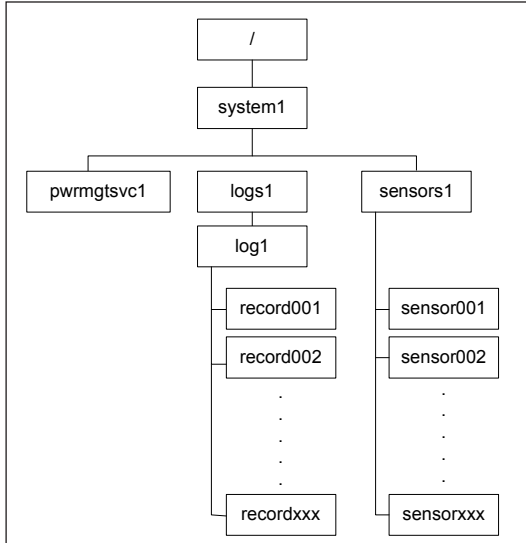 /
system1
pwrmgtsvc1
logs1
sensors1
log1
record001
sensor001
record002
sensor002
.
.
.
.
.
.
.
.
.
.
recordxxx
sensorxxx